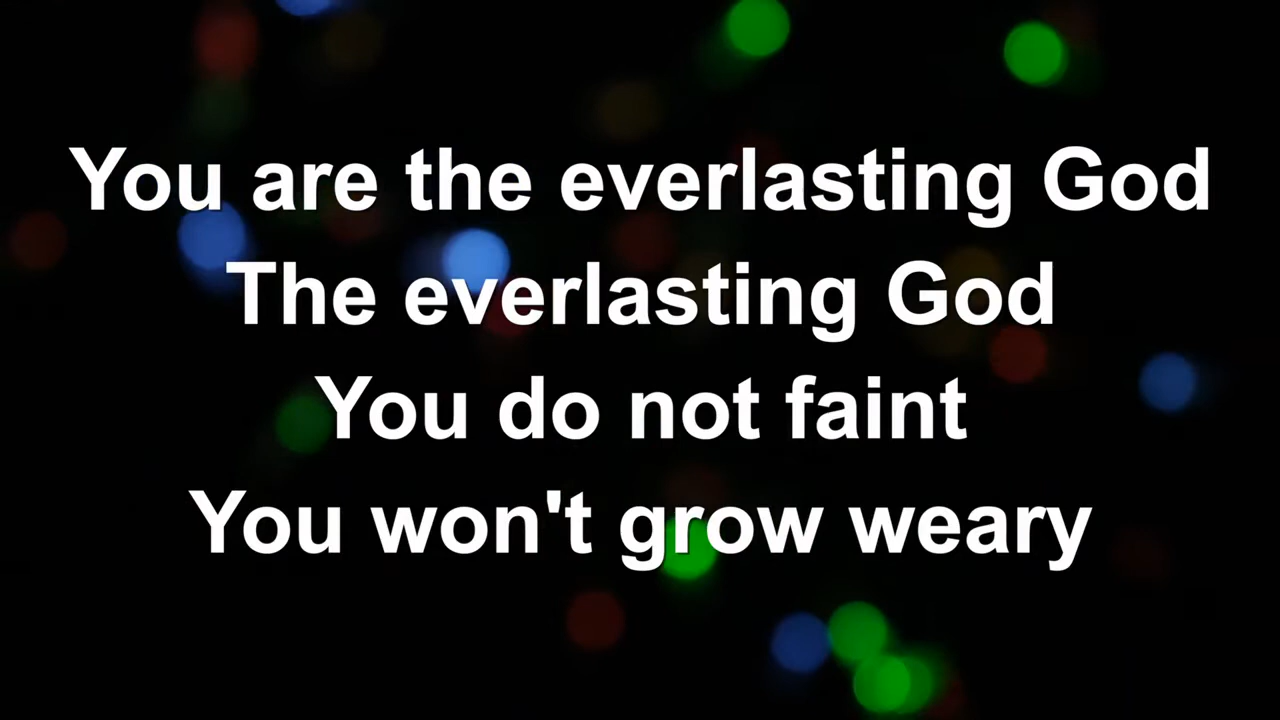 You are the everlasting God
The everlasting God
You do not faint
You won't grow weary